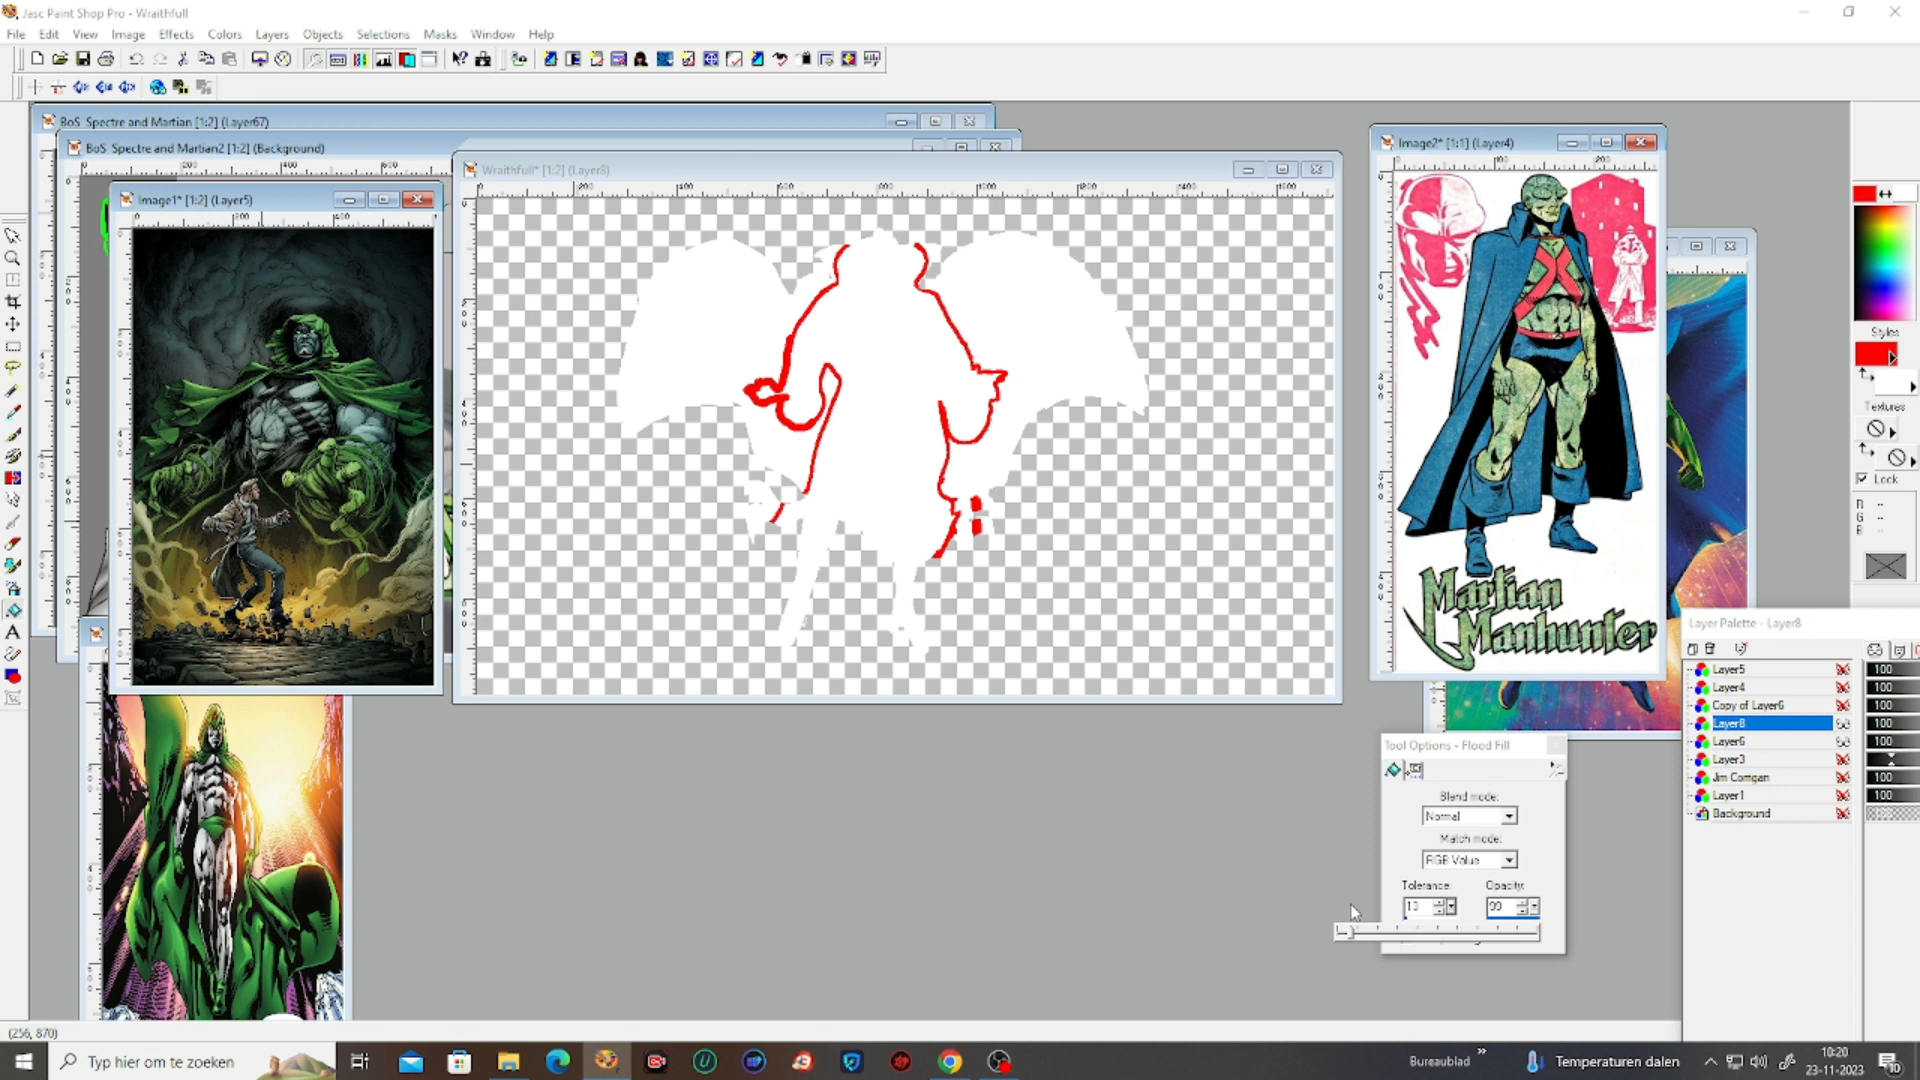 Jasc Paint Shop Pro - Wraithfull
File Edit View Image Effects Colors Layers Objects Selections Masks Window Help
BoS Spectre and Martian [1:2] (Layer67)
BoS Spectre and Martian2 [1:2] (Background)
Image1* [1:2] (Layer5)
Wraithfull* [1:2] (Layer8)
Image2* [1:1] (Layer4)
Martian
Manhunter
Styles
Textures
Lock
R --
G --
B --
Layer Palette - Layer8
Layer5 100
Layer4 100
Copy of Layer6 100
Layer8 100
Layer6 100
Layer3
Jim Corrigan 100
Layer1 100
Background
Tool Options - Flood Fill
Blend mode:
Normal
Match mode:
RGB Value
Tolerance: Opacity:
13 99
(256, 870)
Typ hier om te zoeken
Bureaublad
Temperaturen dalen
10:20
23-11-2023
10